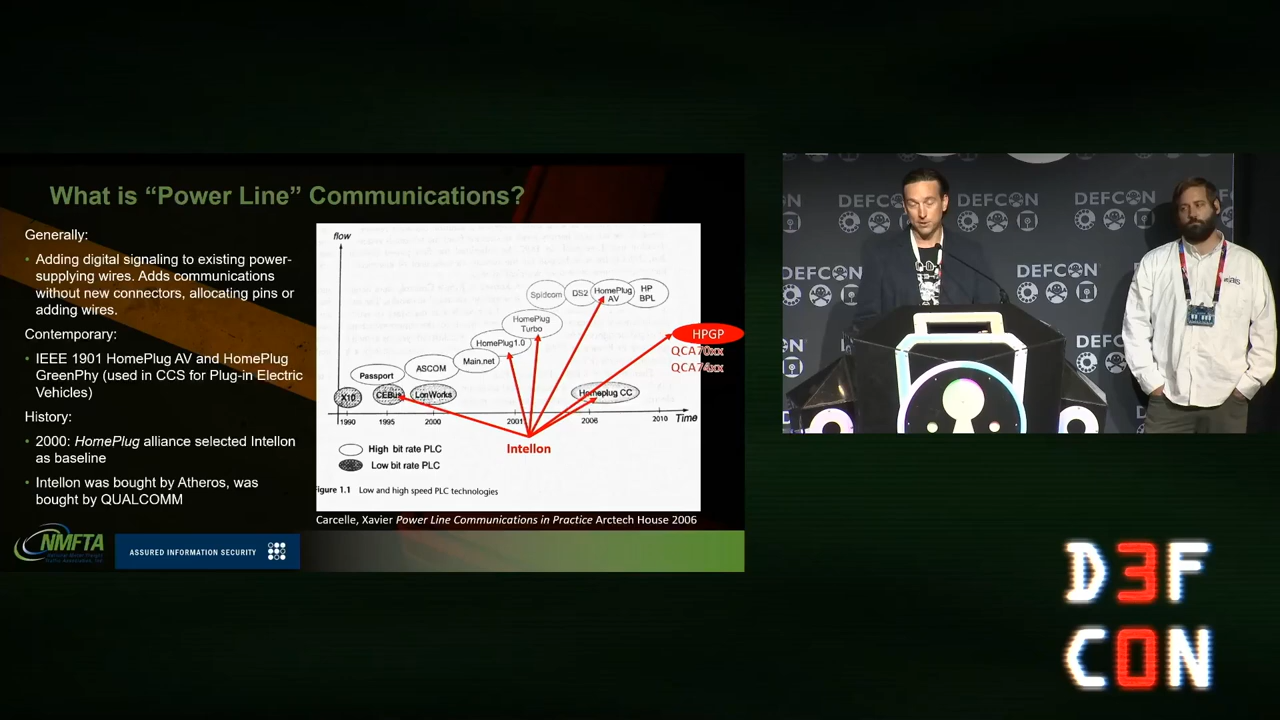 What is “Power Line” Communications?
Generally:
• Adding digital signaling to existing power-
supplying wires. Adds communications
without new connectors, allocating pins or
adding wires.
Contemporary:
• IEEE 1901 HomePlug AV and HomePlug
GreenPhy (used in CCS for Plug-in Electric
Vehicles)
History:
• 2000: HomePlug alliance selected Intellon
as baseline
• Intellon was bought by Atheros, was
bought by QUALCOMM
flow
Spidcom
DS2
HomePlug
AV
HP
BPL
HomePlug
Turbo
HomePlug1.0
HPGP
QCA70xx
QCA74xx
Main.net
ASCOM
Passport
X10
CEBus
LonWorks
Homeplug CC
1990
1995
2000
2001
2006
2010
Time
Intellon
High bit rate PLC
Low bit rate PLC
Figure 1.1 Low and high speed PLC technologies
Carcelle, Xavier Power Line Communications in Practice Arctech House 2006
NMFTA
ASSURED INFORMATION SECURITY
DEFCON
DEFCON
DEFCON
DEFCON
DEFCON
D3F
C0N